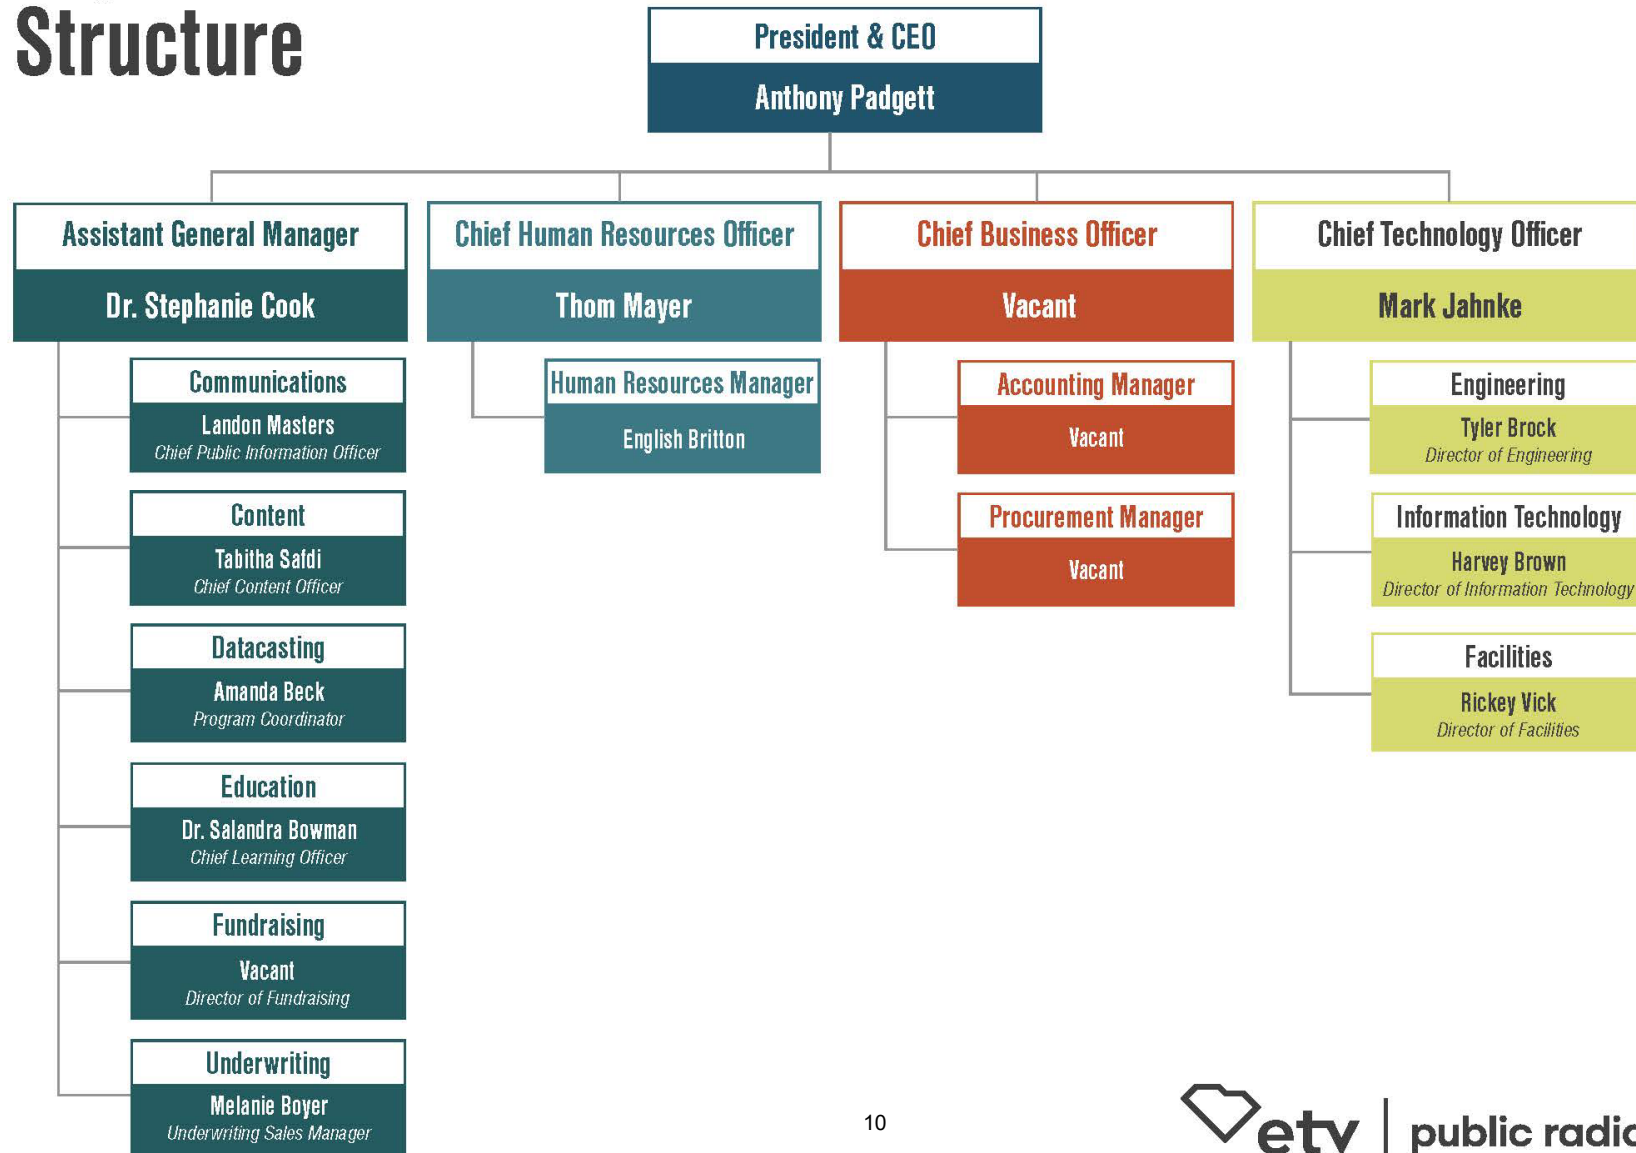 Structure
President & CEO
Anthony Padgett
Assistant General Manager
Dr. Stephanie Cook
Communications
Landon Masters
Chief Public Information Officer
Content
Tabitha Safdi
Chief Content Officer
Datacasting
Amanda Beck
Program Coordinator
Education
Dr. Salandra Bowman
Chief Learning Officer
Fundraising
Vacant
Director of Fundraising
Underwriting
Melanie Boyer
Underwriting Sales Manager
Chief Human Resources Officer
Thom Mayer
Human Resources Manager
English Britton
Chief Business Officer
Vacant
Accounting Manager
Vacant
Procurement Manager
Vacant
Chief Technology Officer
Mark Jahnke
Engineering
Tyler Brock
Director of Engineering
Information Technology
Harvey Brown
Director of Information Technology
Facilities
Rickey Vick
Director of Facilities
10
etv | public radio